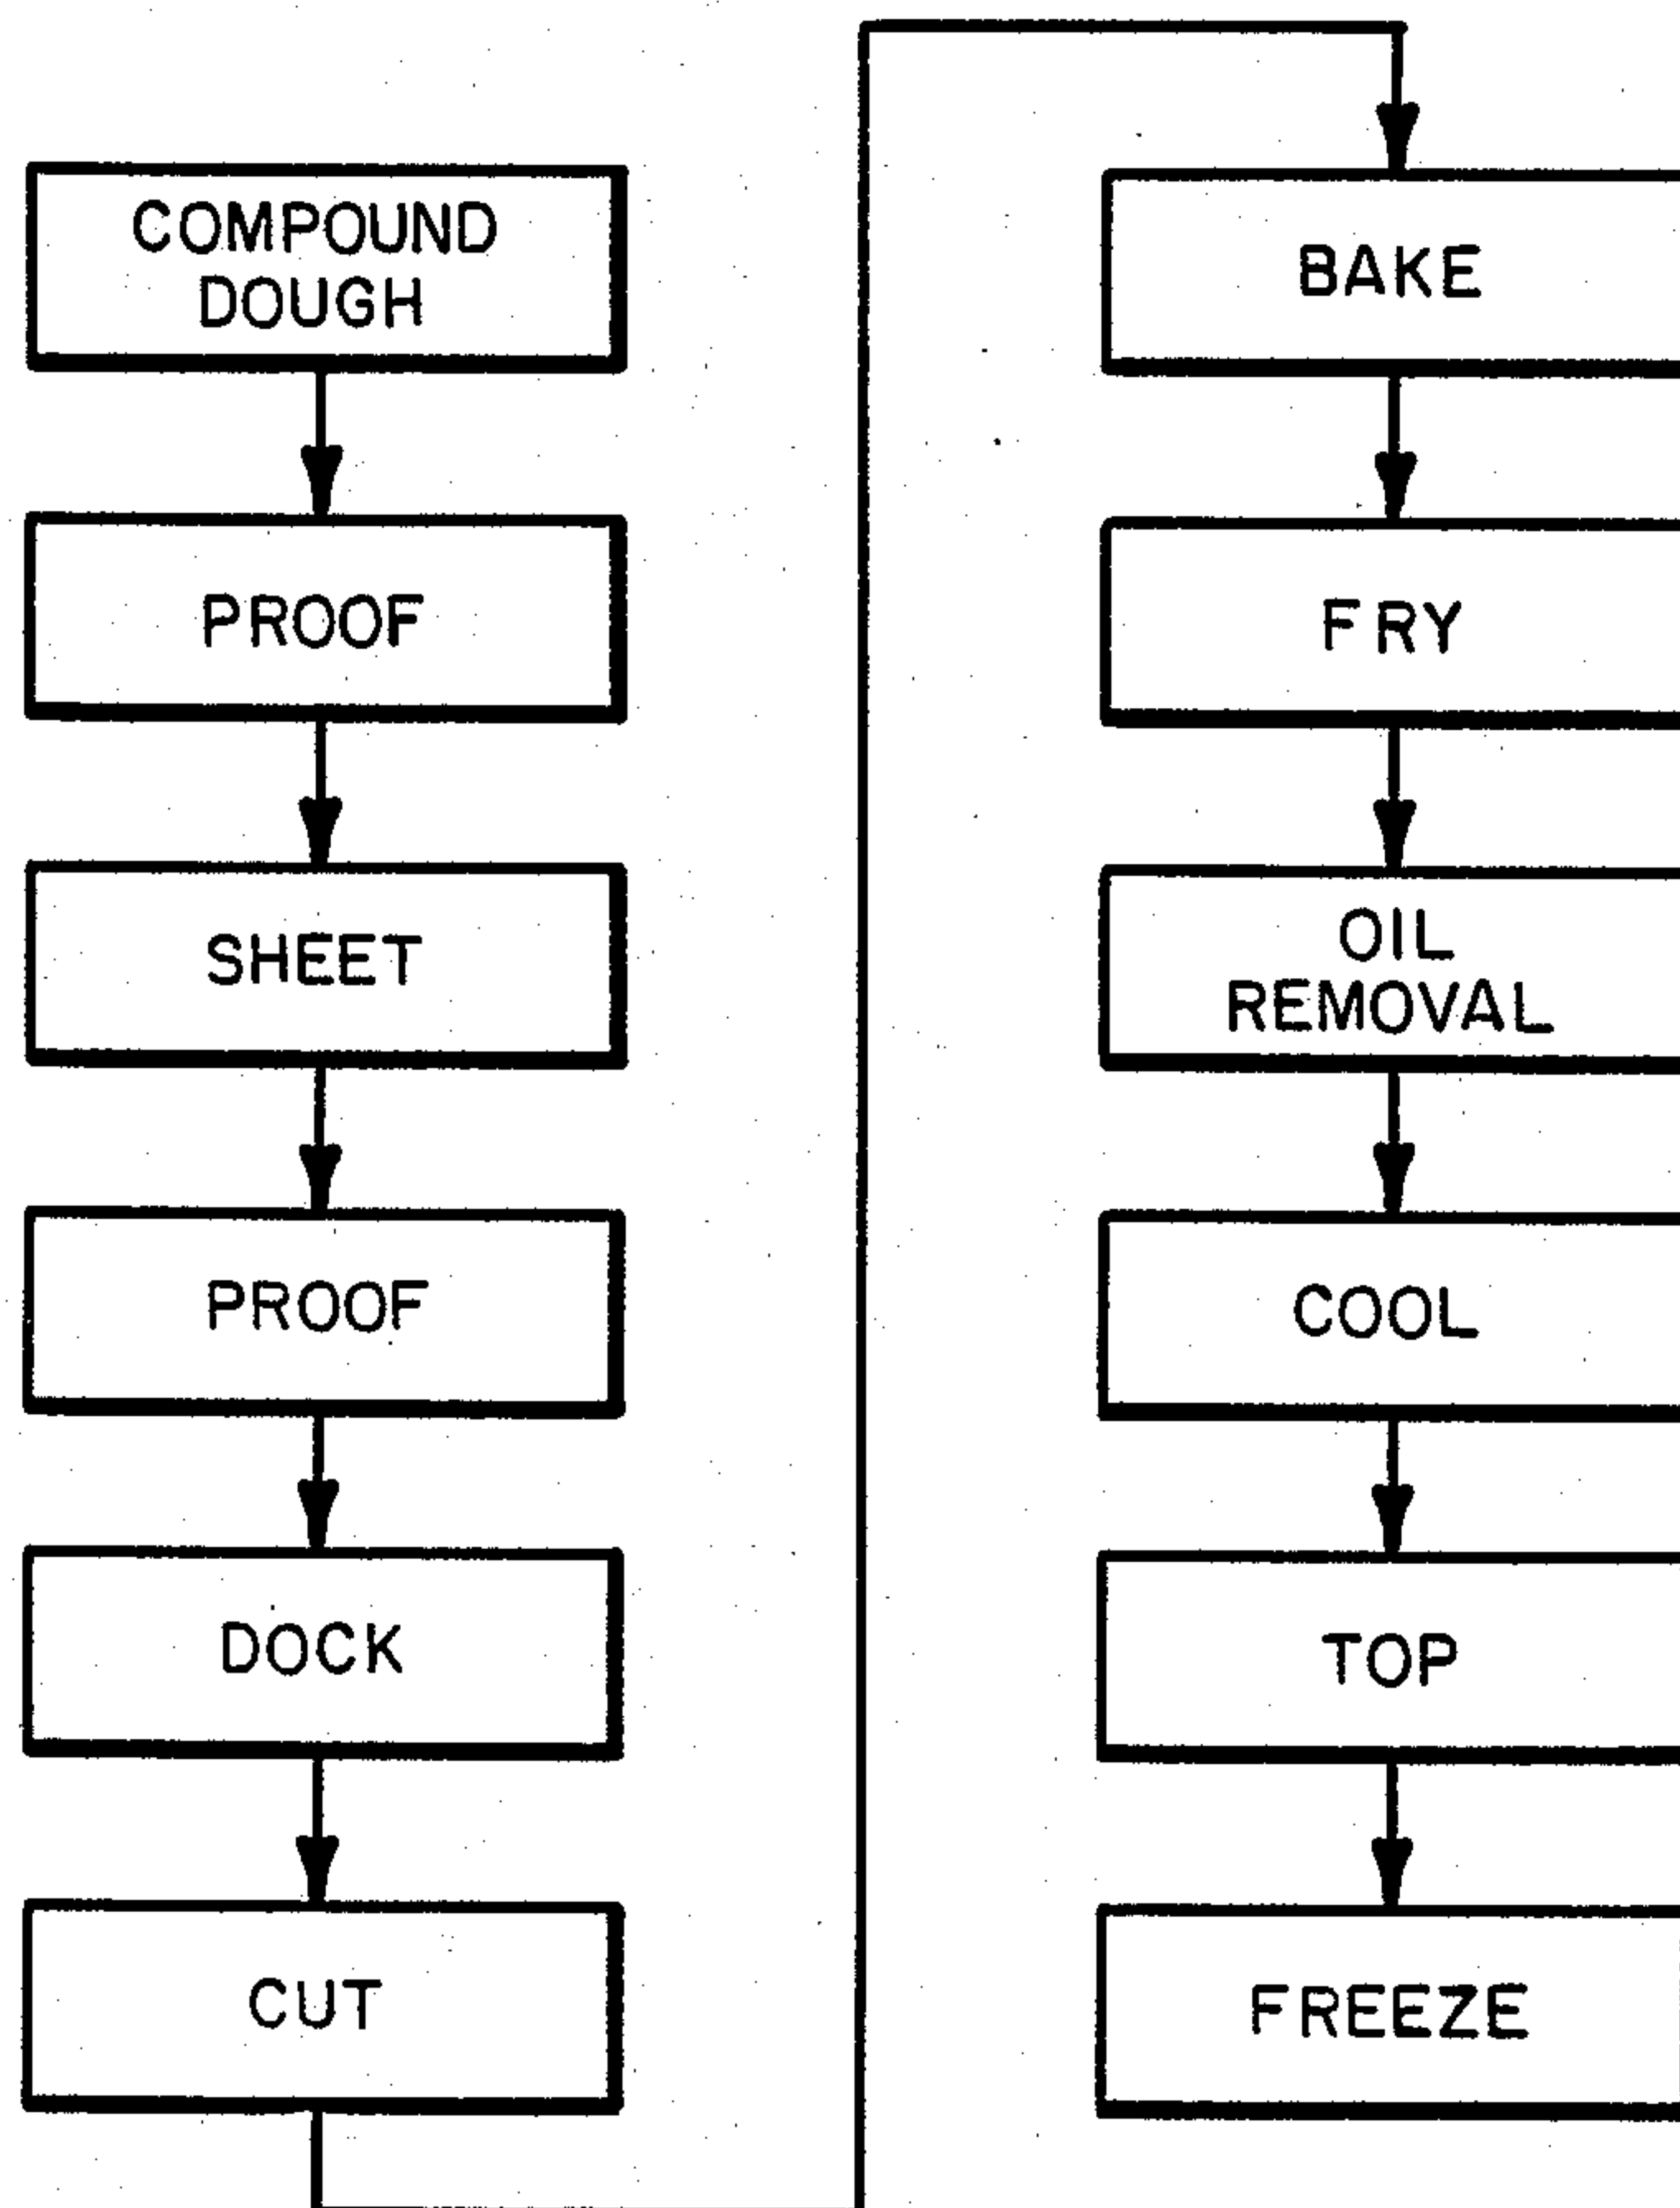 COMPOUND
DOUGH
PROOF
SHEET
PROOF
DOCK
CUT
BAKE
FRY
OIL
REMOVAL
COOL
TOP
FREEZE